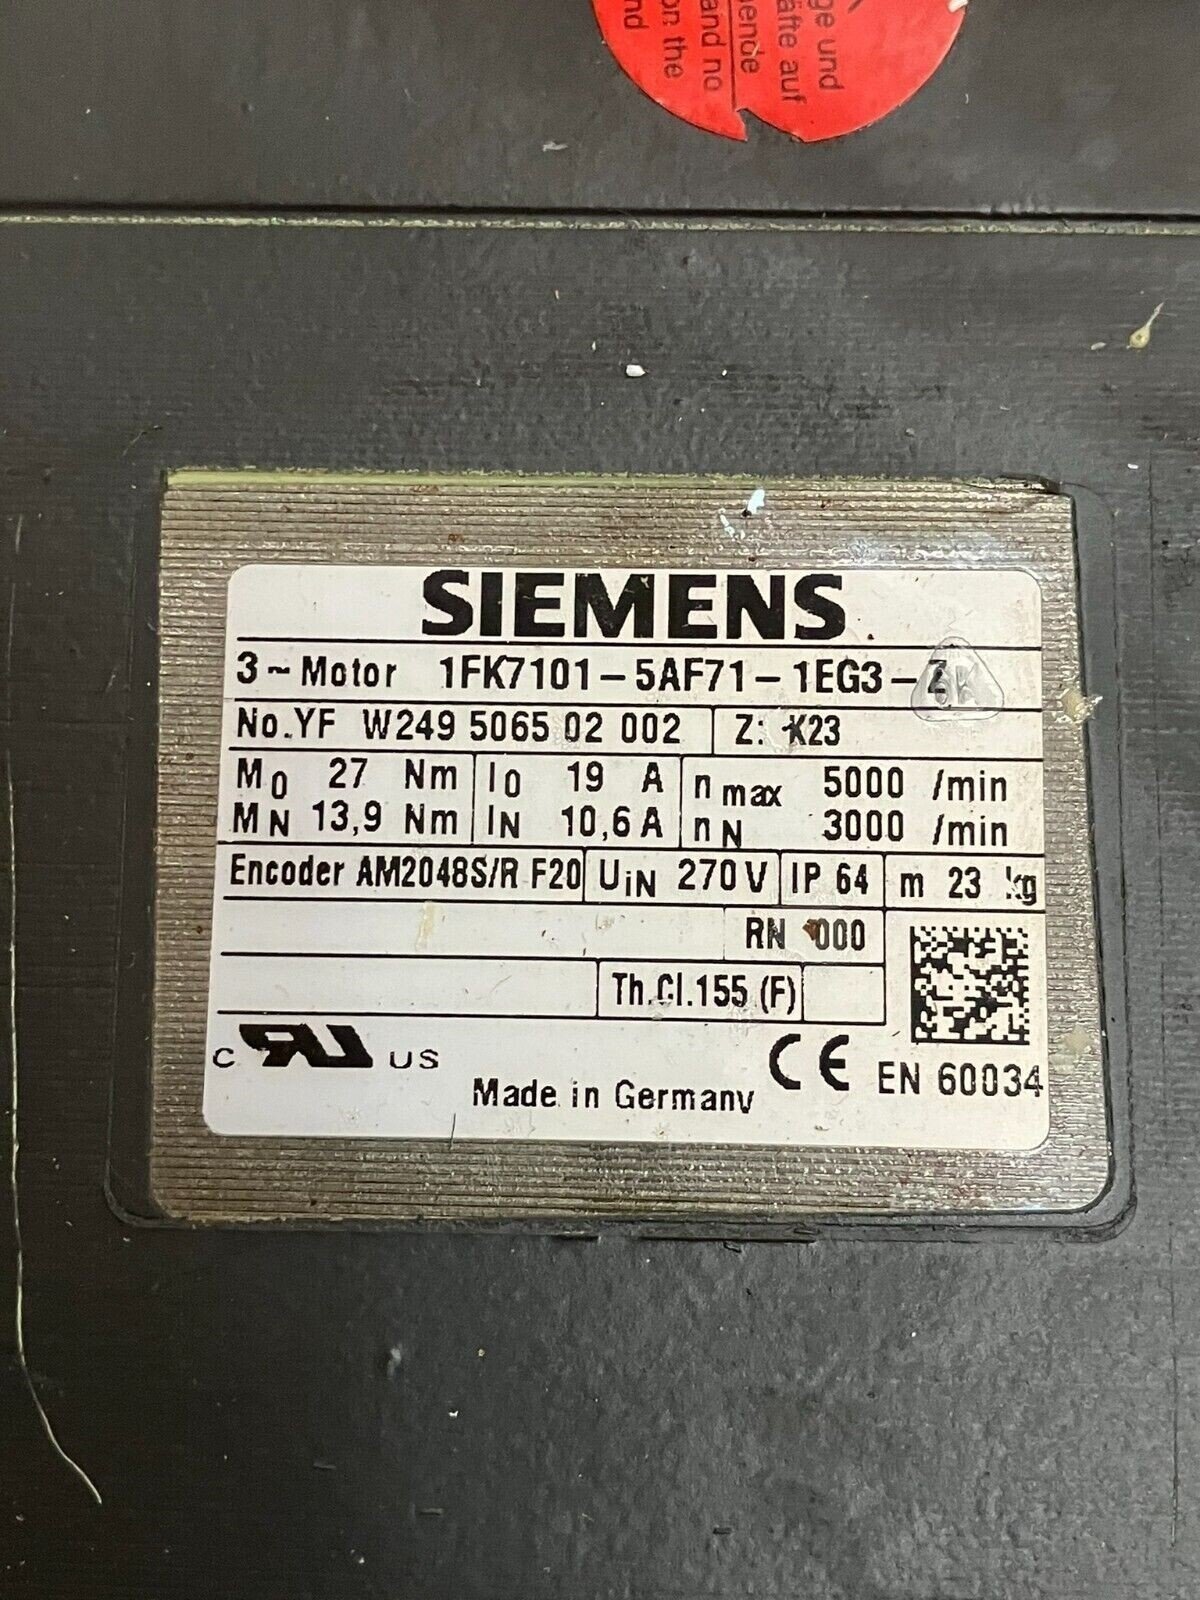 ge und
äfte auf
ende
and no
on the
nd
SIEMENS
3~Motor 1FK7101-5AF71-1EG3-Z
No.YF W249 5065 02 002 Z: K23
M0 27 Nm I0 19 A n max 5000 /min
MN 13,9 Nm IN 10,6 A n N 3000 /min
Encoder AM2048S/R F20 UIN 270 V IP 64 m 23 kg
RN 000
Th.Cl.155 (F)
C RU US
Made in Germany
CE EN 60034